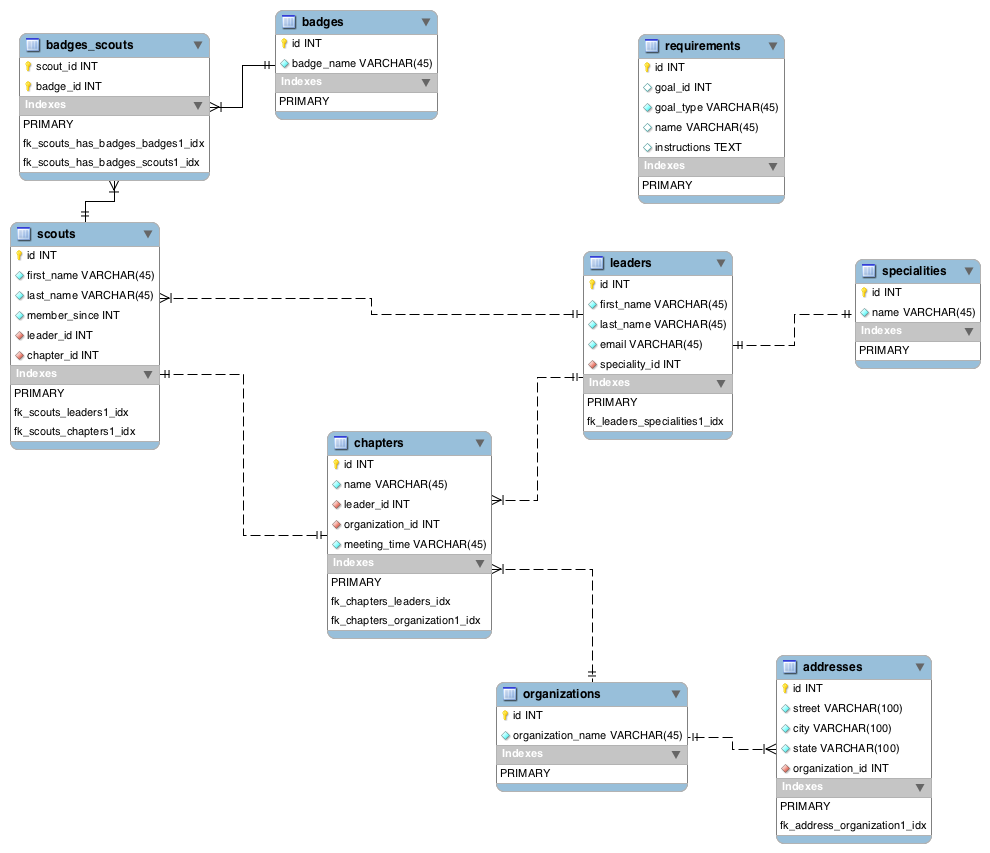 badges_scouts
scout_id INT
badge_id INT
Indexes
PRIMARY
fk_scouts_has_badges_badges1_idx
fk_scouts_has_badges_scouts1_idx
badges
id INT
badge_name VARCHAR(45)
Indexes
PRIMARY
requirements
id INT
goal_id INT
goal_type VARCHAR(45)
name VARCHAR(45)
instructions TEXT
Indexes
PRIMARY
scouts
id INT
first_name VARCHAR(45)
last_name VARCHAR(45)
member_since INT
leader_id INT
chapter_id INT
Indexes
PRIMARY
fk_scouts_leaders1_idx
fk_scouts_chapters1_idx
leaders
id INT
first_name VARCHAR(45)
last_name VARCHAR(45)
email VARCHAR(45)
speciality_id INT
Indexes
PRIMARY
fk_leaders_specialities1_idx
specialities
id INT
name VARCHAR(45)
Indexes
PRIMARY
chapters
id INT
name VARCHAR(45)
leader_id INT
organization_id INT
meeting_time VARCHAR(45)
Indexes
PRIMARY
fk_chapters_leaders_idx
fk_chapters_organization1_idx
organizations
id INT
organization_name VARCHAR(45)
Indexes
PRIMARY
addresses
id INT
street VARCHAR(100)
city VARCHAR(100)
state VARCHAR(100)
organization_id INT
Indexes
PRIMARY
fk_address_organization1_idx